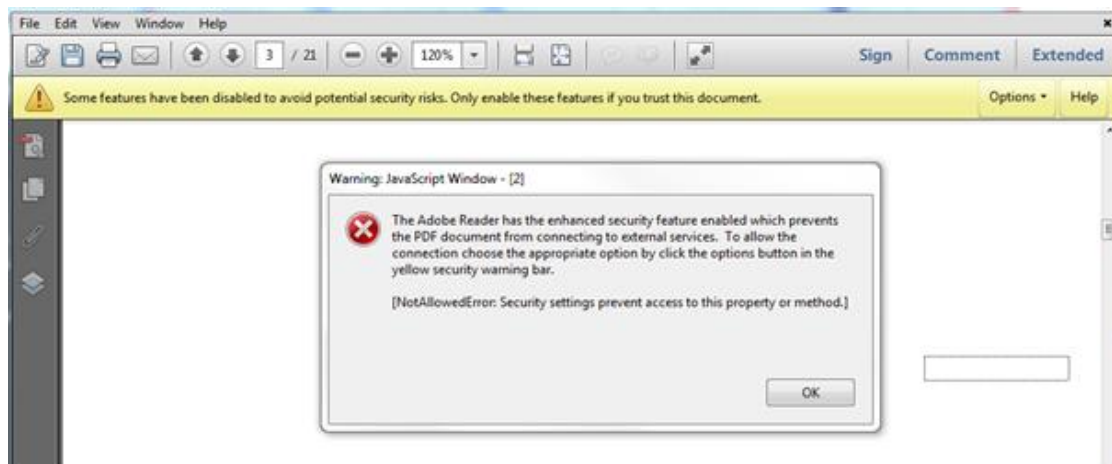 File Edit View Window Help
3 / 21 120% Sign Comment Extended
Some features have been disabled to avoid potential security risks. Only enable these features if you trust this document. Options Help
Warning: JavaScript Window - [2]
The Adobe Reader has the enhanced security feature enabled which prevents
the PDF document from connecting to external services. To allow the
connection choose the appropriate option by click the options button in the
yellow security warning bar.
[NotAllowedError: Security settings prevent access to this property or method.]
OK